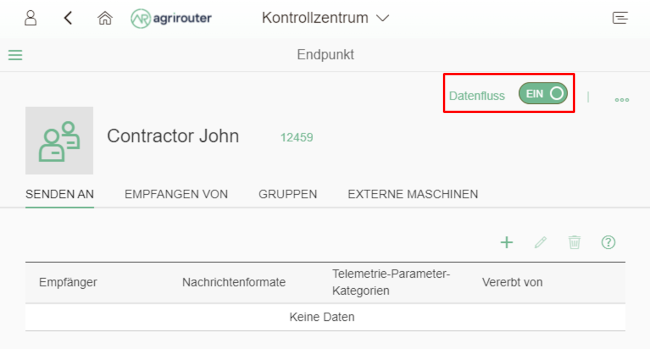 agrirouter Kontrollzentrum
Endpunkt
Datenfluss EIN
Contractor John 12459
SENDEN AN EMPFANGEN VON GRUPPEN EXTERNE MASCHINEN
Empfänger Nachrichtenformate Telemetrie-Parameter-Kategorien Vererbt von
Keine Daten